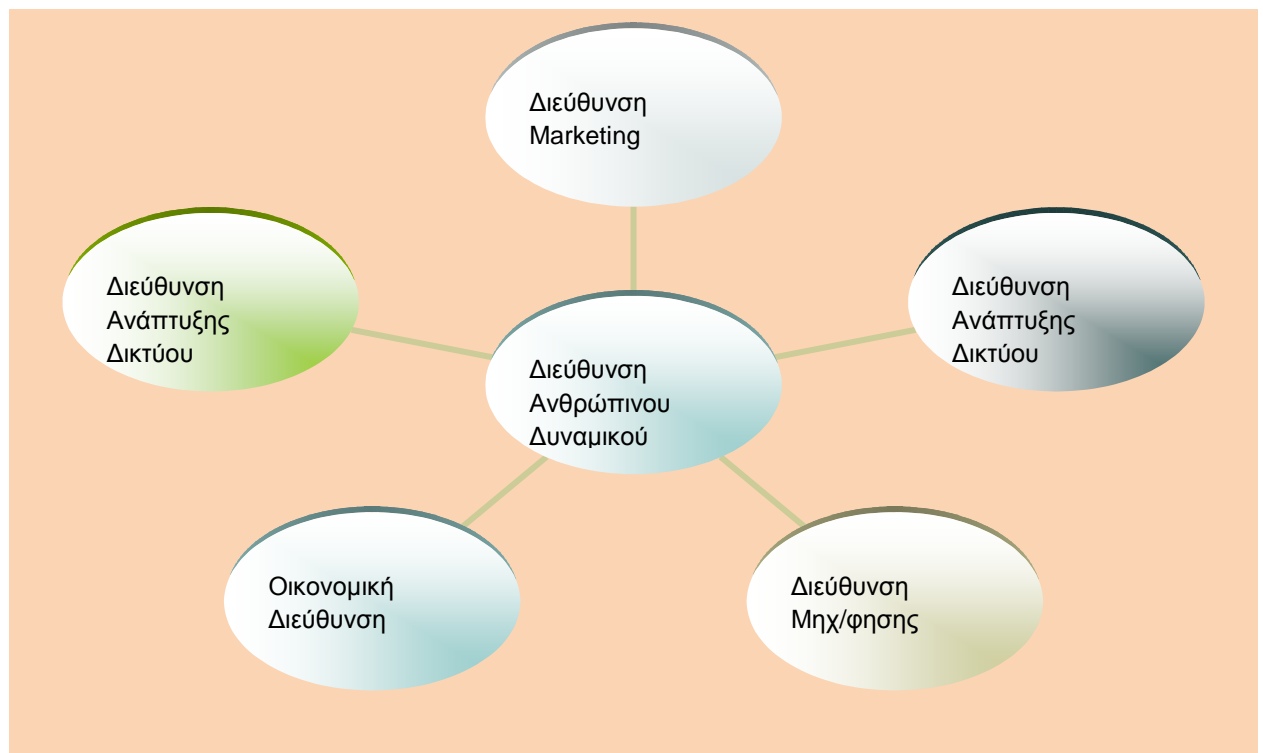 Διεύθυνση
Marketing
Διεύθυνση
Ανάπτυξης
Δικτύου
Διεύθυνση
Ανάπτυξης
Δικτύου
Διεύθυνση
Ανθρώπινου
Δυναμικού
Οικονομική
Διεύθυνση
Διεύθυνση
Μηχ/φησης